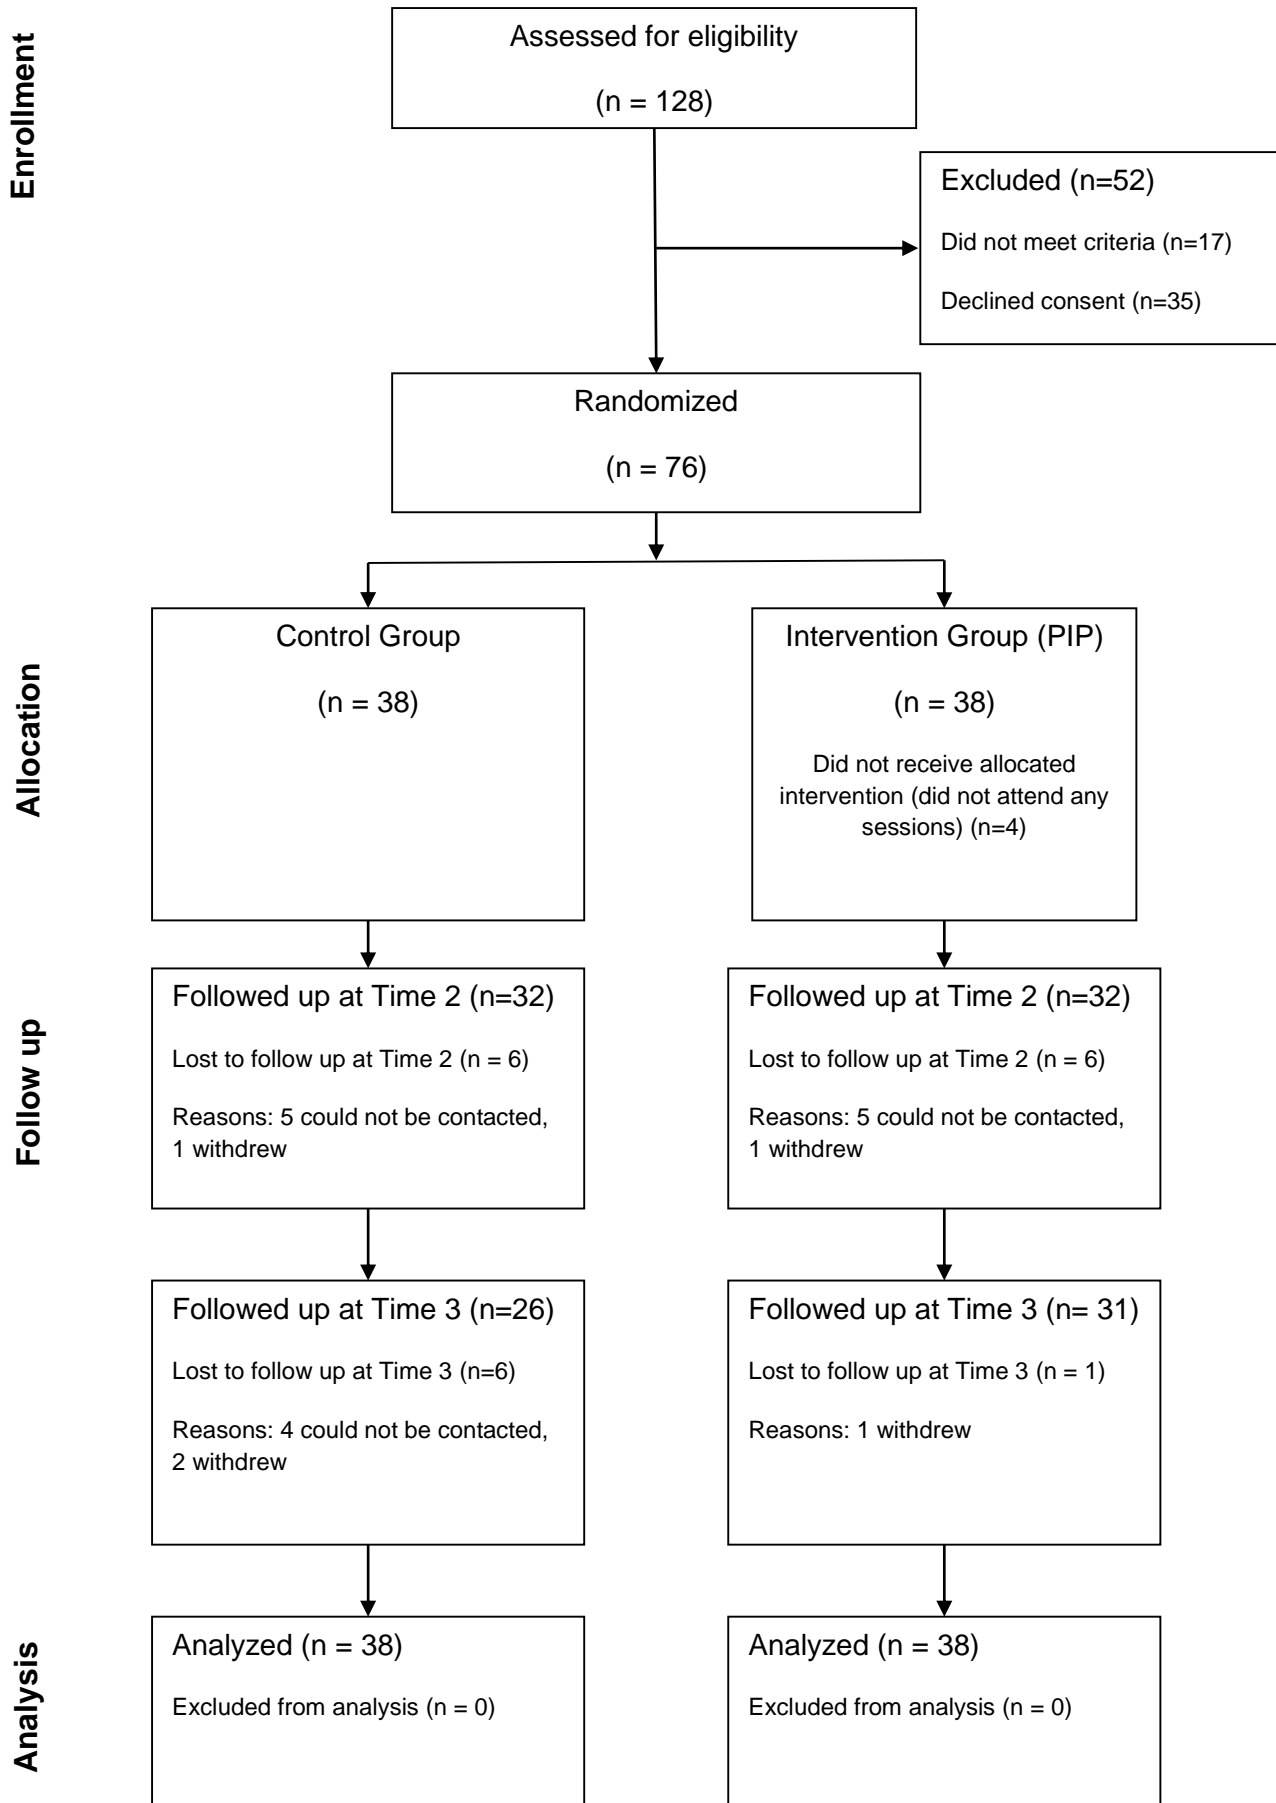 Enrollment
Assessed for eligibility
(n = 128)
Excluded (n=52)
Did not meet criteria (n=17)
Declined consent (n=35)
Randomized
(n = 76)
Allocation
Control Group
(n = 38)
Intervention Group (PIP)
(n = 38)
Did not receive allocated
intervention (did not attend any
sessions) (n=4)
Follow up
Followed up at Time 2 (n=32)
Lost to follow up at Time 2 (n = 6)
Reasons: 5 could not be contacted,
1 withdrew
Followed up at Time 2 (n=32)
Lost to follow up at Time 2 (n = 6)
Reasons: 5 could not be contacted,
1 withdrew
Followed up at Time 3 (n=26)
Lost to follow up at Time 3 (n=6)
Reasons: 4 could not be contacted,
2 withdrew
Followed up at Time 3 (n= 31)
Lost to follow up at Time 3 (n = 1)
Reasons: 1 withdrew
Analysis
Analyzed (n = 38)
Excluded from analysis (n = 0)
Analyzed (n = 38)
Excluded from analysis (n = 0)